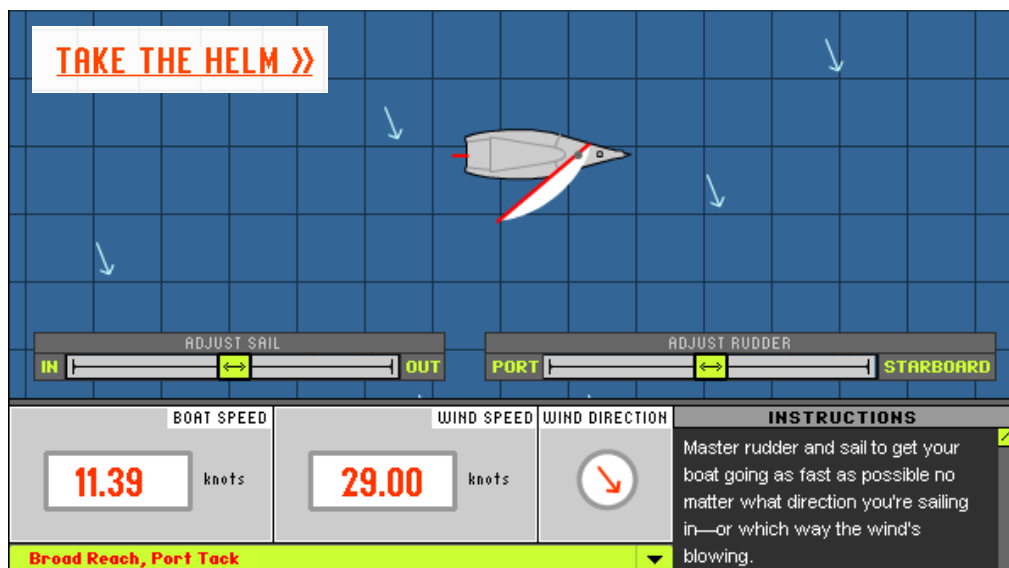 TAKE THE HELM »
ADJUST SAIL
IN
OUT
ADJUST RUDDER
PORT
STARBOARD
BOAT SPEED
11.39 knots
WIND SPEED
29.00 knots
WIND DIRECTION
Broad Reach, Port Tack
INSTRUCTIONS
Master rudder and sail to get your
boat going as fast as possible no
matter what direction you're sailing
in—or which way the wind's
blowing.